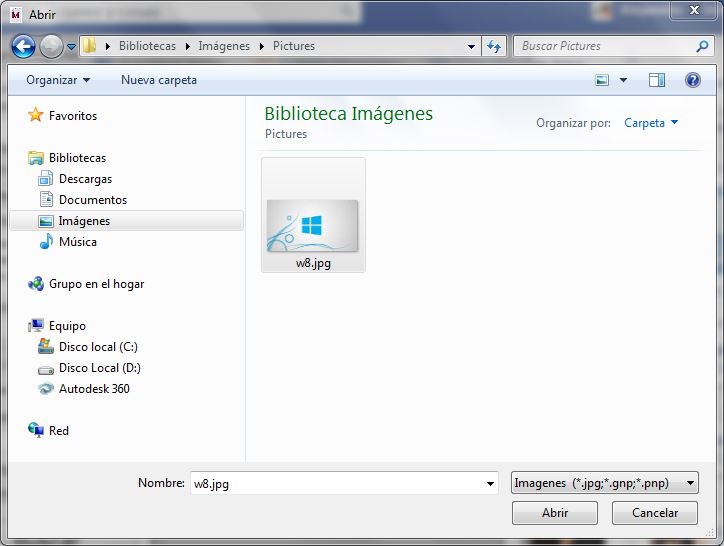 Abrir
Bibliotecas Imágenes Pictures
Buscar Pictures
Organizar Nueva carpeta
Favoritos
Bibliotecas
Descargas
Documentos
Imágenes
Música
Grupo en el hogar
Equipo
Disco local (C:)
Disco Local (D:)
Autodesk 360
Red
Biblioteca Imágenes
Pictures
Organizar por: Carpeta
w8.jpg
Nombre: w8.jpg
Imagenes (*.jpg;*.gnp;*.pnp)
Abrir Cancelar